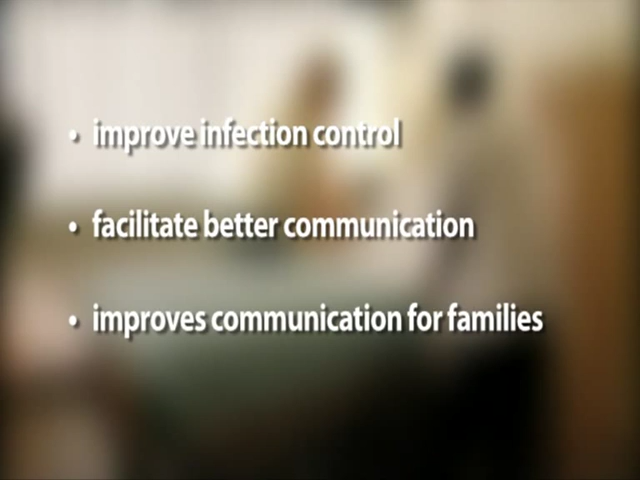 • improve infection control
• facilitate better communication
• improves communication for families